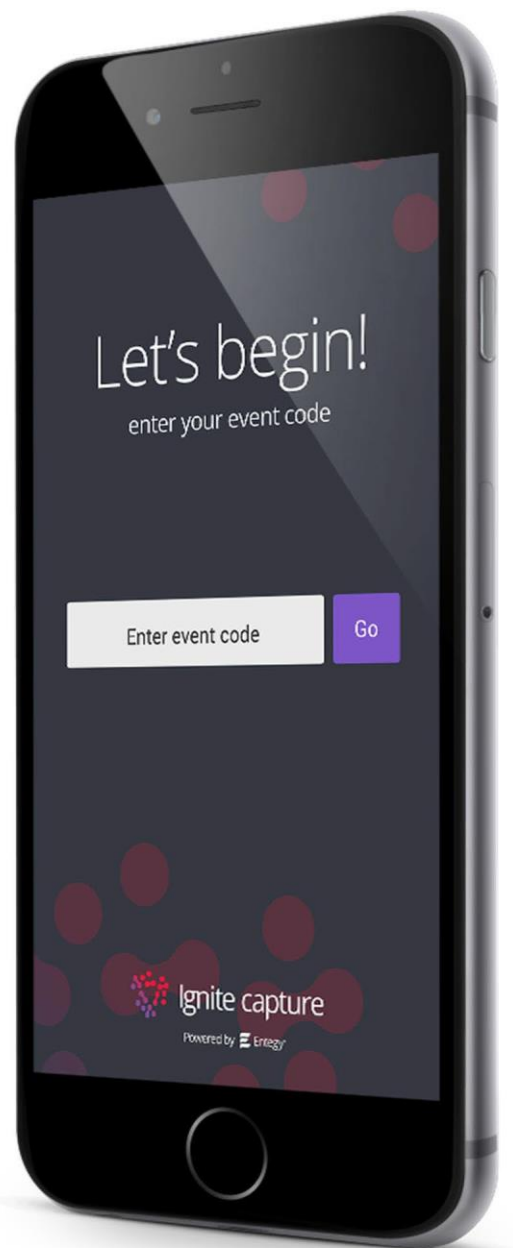 Let's begin!
enter your event code
Enter event code
Go
Ignite capture
Powered by Entegy